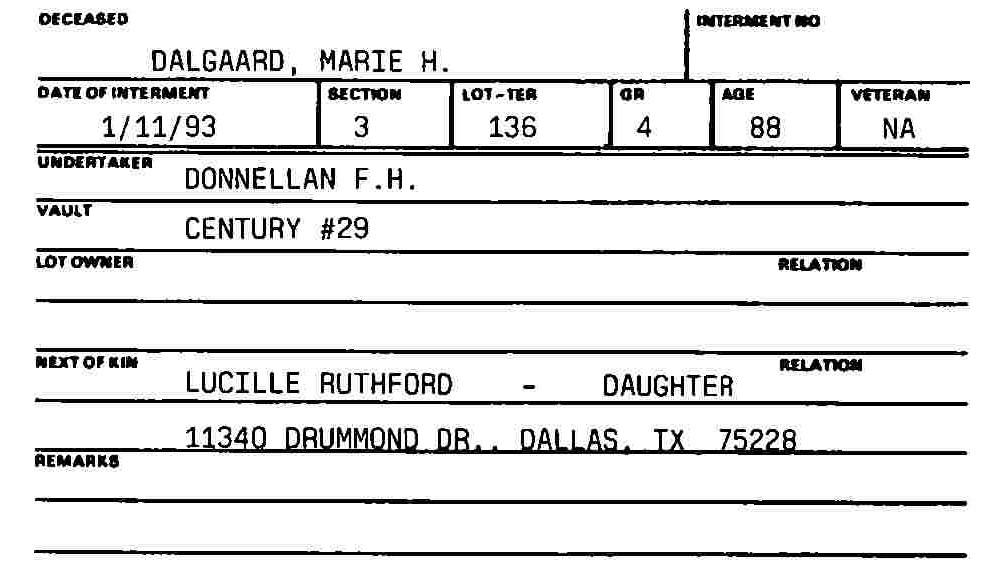 DECEASED INTERMENT NO
DALGAARD, MARIE H.
DATE OF INTERMENT SECTION LOT-TER GR AGE VETERAN
1/11/93 3 136 4 88 NA
UNDERTAKER
DONNELLAN F.H.
VAULT
CENTURY #29
LOT OWNER RELATION
NEXT OF KIN RELATION
LUCILLE RUTHFORD - DAUGHTER
11340 DRUMMOND DR., DALLAS, TX 75228
REMARKS